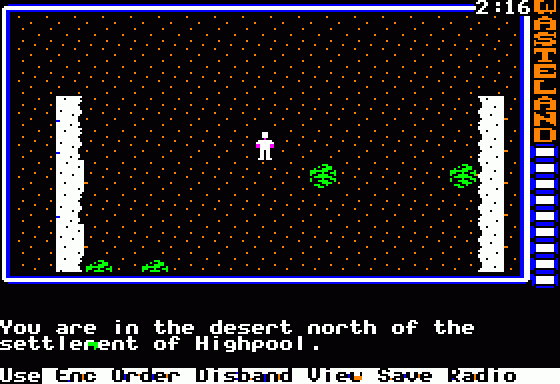 2:16
WASTELAND
You are in the desert north of the
settlement of Highpool.
Use Enc Order Disband View Save Radio